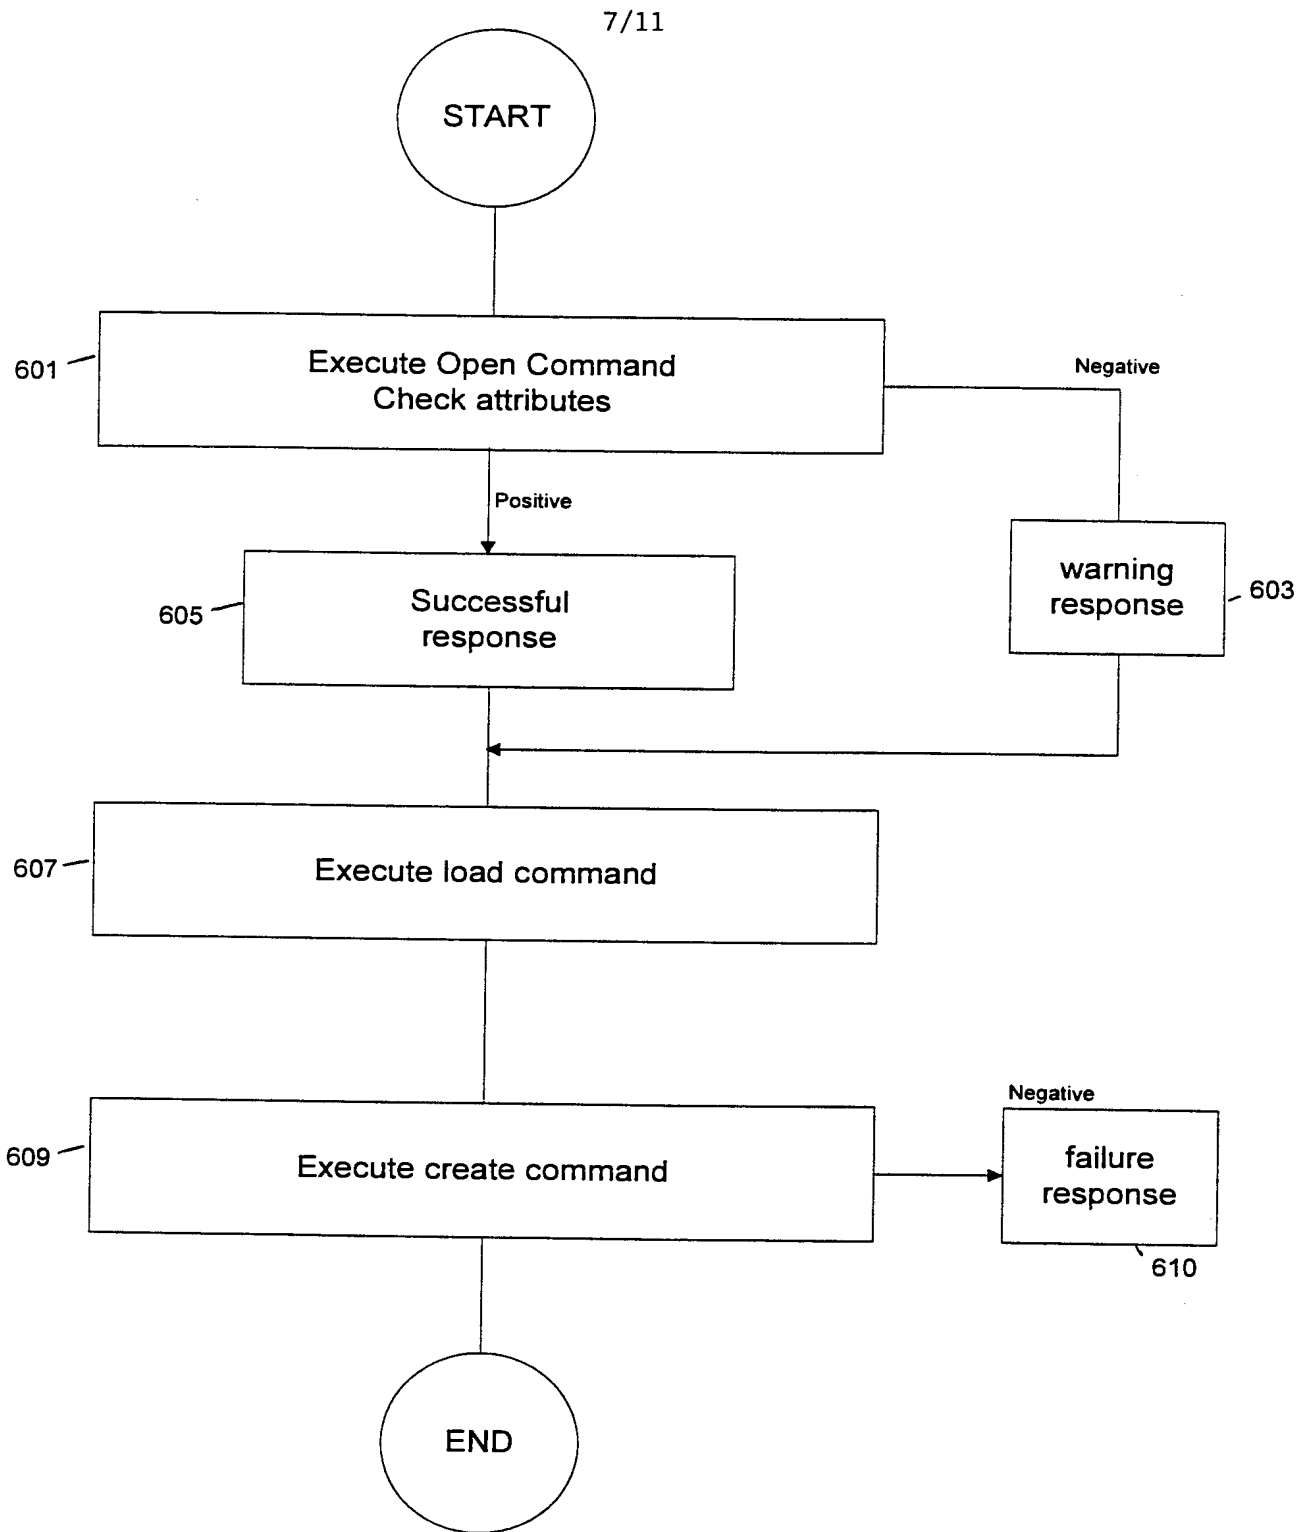 7/11
START
601
Execute Open Command
Check attributes
Negative
Positive
605
Successful
response
warning
response
603
607
Execute load command
609
Execute create command
Negative
failure
response
610
END